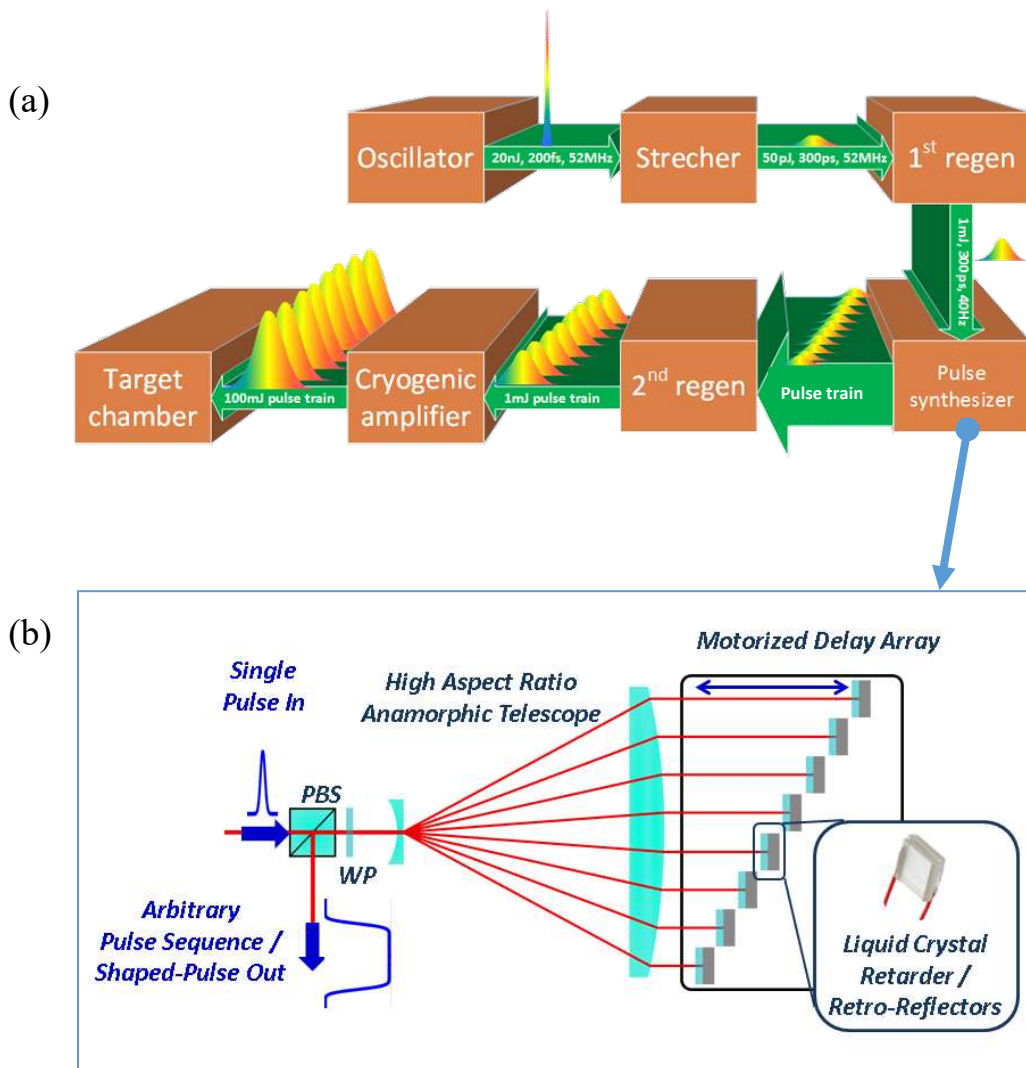 (a)
Oscillator
20nJ, 200fs, 52MHz
Strecher
50pJ, 300ps, 52MHz
1st regen
1mJ, 300 ps, 40Hz
Target
chamber
100mJ pulse train
Cryogenic
amplifier
1mJ pulse train
2nd regen
Pulse train
Pulse
synthesizer
(b)
Single
Pulse In
High Aspect Ratio
Anamorphic Telescope
Motorized Delay Array
PBS
WP
Arbitrary
Pulse Sequence /
Shaped-Pulse Out
Liquid Crystal
Retarder /
Retro-Reflectors